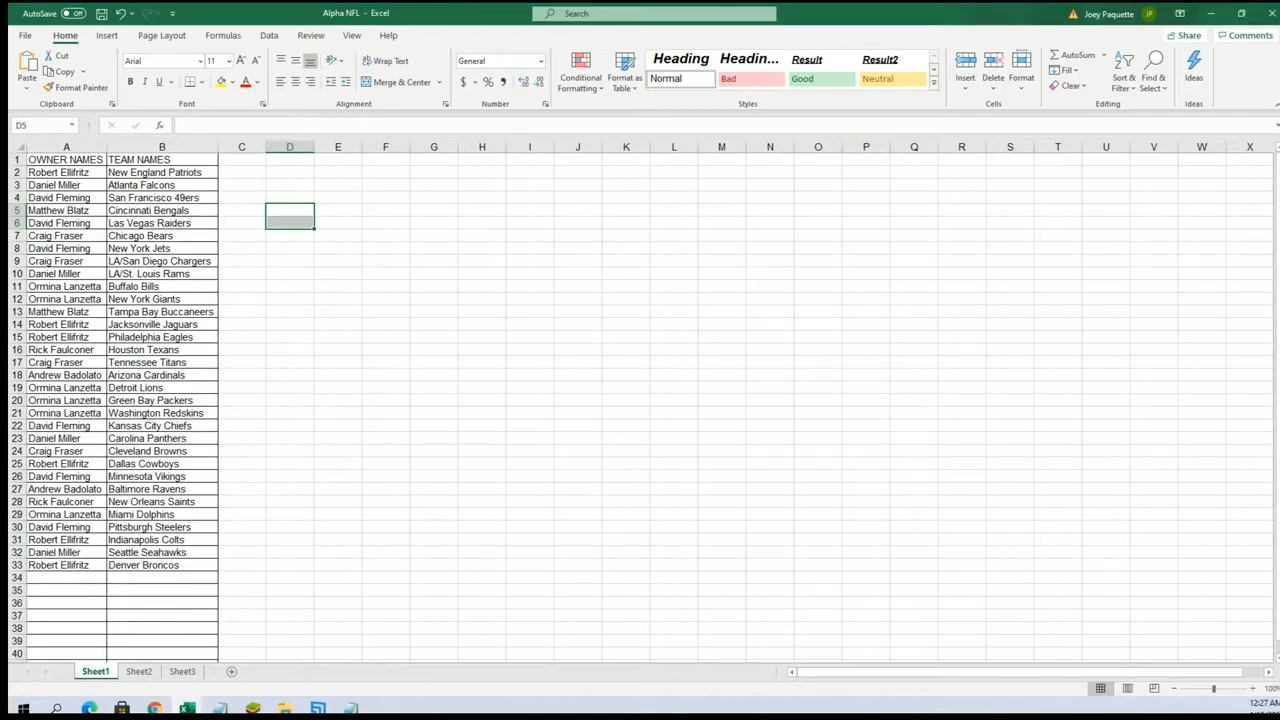 AutoSave Off
Alpha NFL - Excel
Search
Joey Paquette JP
File Home Insert Page Layout Formulas Data Review View Help
Share Comments
Paste
Cut
Copy
Format Painter
Clipboard
Arial 11
B I U
Font
Wrap Text
Merge & Center
Alignment
General
$ % ,
Number
Conditional Formatting
Format as Table
Heading Headin... Result Result2
Normal Bad Good Neutral
Styles
Insert Delete Format
Cells
AutoSum
Fill
Clear
Sort & Filter
Find & Select
Editing
Ideas
Ideas
D5 fx
A B C D E F G H I J K L M N O P Q R S T U V W X
1 OWNER NAMES TEAM NAMES
2 Robert Ellifritz New England Patriots
3 Daniel Miller Atlanta Falcons
4 David Fleming San Francisco 49ers
5 Matthew Blatz Cincinnati Bengals
6 David Fleming Las Vegas Raiders
7 Craig Fraser Chicago Bears
8 David Fleming New York Jets
9 Craig Fraser LA/San Diego Chargers
10 Daniel Miller LA/St. Louis Rams
11 Ormina Lanzetta Buffalo Bills
12 Ormina Lanzetta New York Giants
13 Matthew Blatz Tampa Bay Buccaneers
14 Robert Ellifritz Jacksonville Jaguars
15 Robert Ellifritz Philadelphia Eagles
16 Rick Faulconer Houston Texans
17 Craig Fraser Tennessee Titans
18 Andrew Badolato Arizona Cardinals
19 Ormina Lanzetta Detroit Lions
20 Ormina Lanzetta Green Bay Packers
21 Ormina Lanzetta Washington Redskins
22 David Fleming Kansas City Chiefs
23 Daniel Miller Carolina Panthers
24 Craig Fraser Cleveland Browns
25 Robert Ellifritz Dallas Cowboys
26 David Fleming Minnesota Vikings
27 Andrew Badolato Baltimore Ravens
28 Rick Faulconer New Orleans Saints
29 Ormina Lanzetta Miami Dolphins
30 David Fleming Pittsburgh Steelers
31 Robert Ellifritz Indianapolis Colts
32 Daniel Miller Seattle Seahawks
33 Robert Ellifritz Denver Broncos
34
35
36
37
38
39
40
Sheet1 Sheet2 Sheet3
100%
12:27 AM